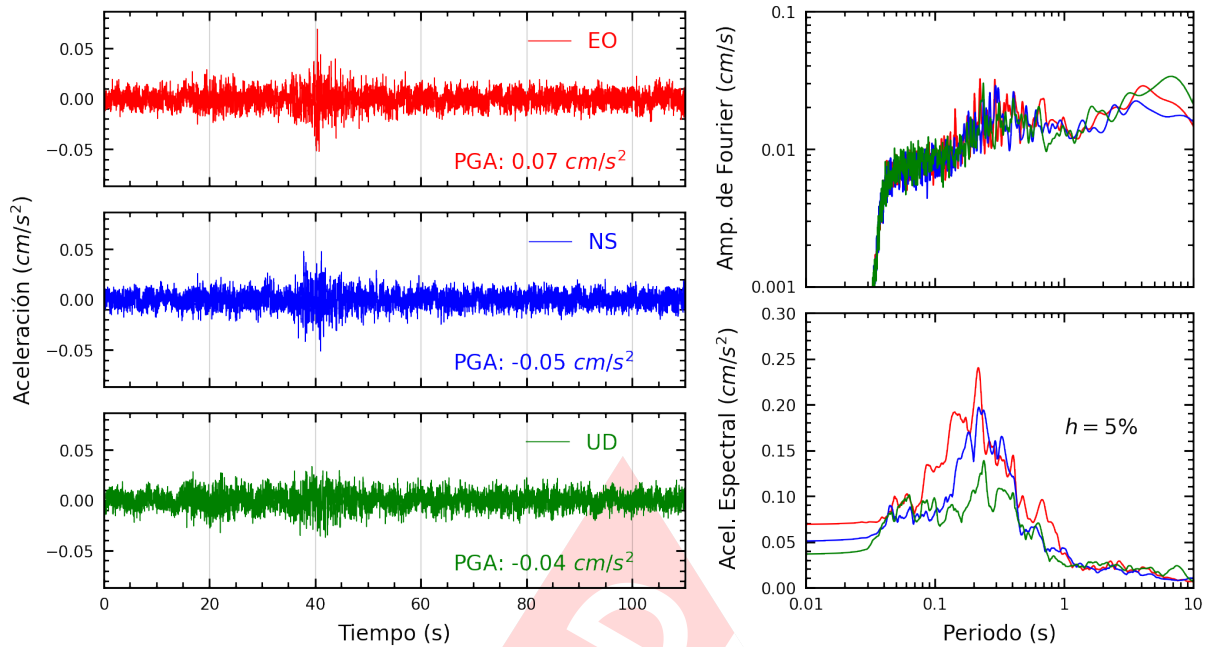 Aceleración (cm/s²)
0.05
0.00
−0.05
EO
PGA: 0.07 cm/s²
0.05
0.00
−0.05
NS
PGA: -0.05 cm/s²
0.05
0.00
−0.05
UD
PGA: -0.04 cm/s²
0 20 40 60 80 100
Tiempo (s)
Amp. de Fourier (cm/s)
0.1
0.01
0.001
Acel. Espectral (cm/s²)
0.30
0.25
0.20
0.15
0.10
0.05
0.00
h = 5%
0.01 0.1 1 10
Periodo (s)